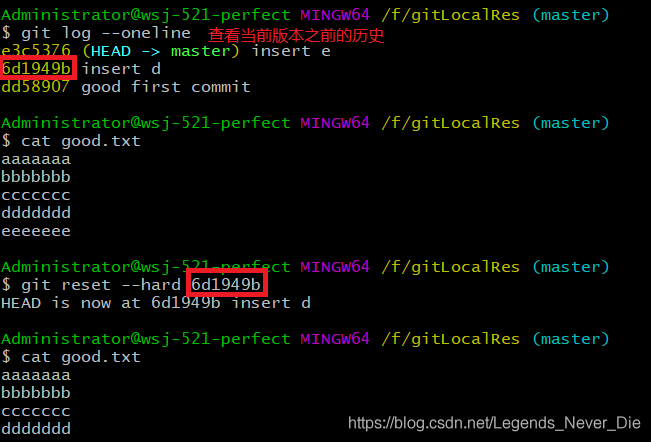 Administrator@wsj-521-perfect MINGW64 /f/gitLocalRes (master)
$ git log --oneline 查看当前版本之前的历史
e3c5376 (HEAD -> master) insert e
6d1949b insert d
dd58907 good first commit
Administrator@wsj-521-perfect MINGW64 /f/gitLocalRes (master)
$ cat good.txt
aaaaaaa
bbbbbbb
ccccccc
ddddddd
eeeeeee
Administrator@wsj-521-perfect MINGW64 /f/gitLocalRes (master)
$ git reset --hard 6d1949b
HEAD is now at 6d1949b insert d
Administrator@wsj-521-perfect MINGW64 /f/gitLocalRes (master)
$ cat good.txt
aaaaaaa
bbbbbbb
ccccccc
ddddddd
https://blog.csdn.net/Legends_Never_Die